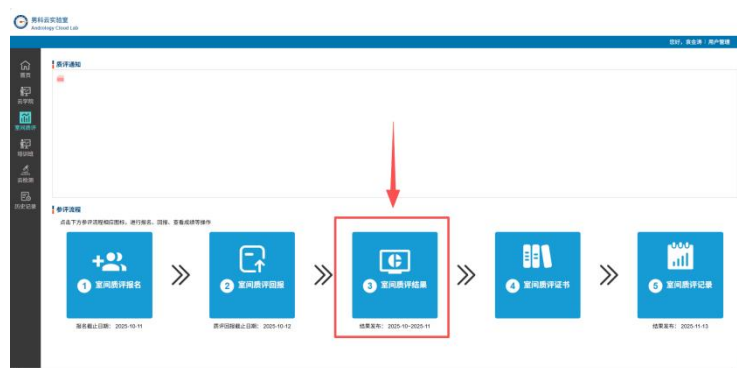 男科云实验室
Andrology Cloud Lab
您好，袁金涛 | 用户管理
首页
云学院
室间质评
培训班
云检测
历史记录
质评通知
参评流程
点击下方参评流程相应图标，进行报名、回报、查看成绩等操作
1 室间质评报名
2 室间质评回报
3 室间质评结果
4 室间质评证书
5 室间质评记录
报名截止日期： 2025-10-11
质评回报截止日期： 2025-10-12
结果发布： 2025-10~2025-11
结果发布： 2025-11-13